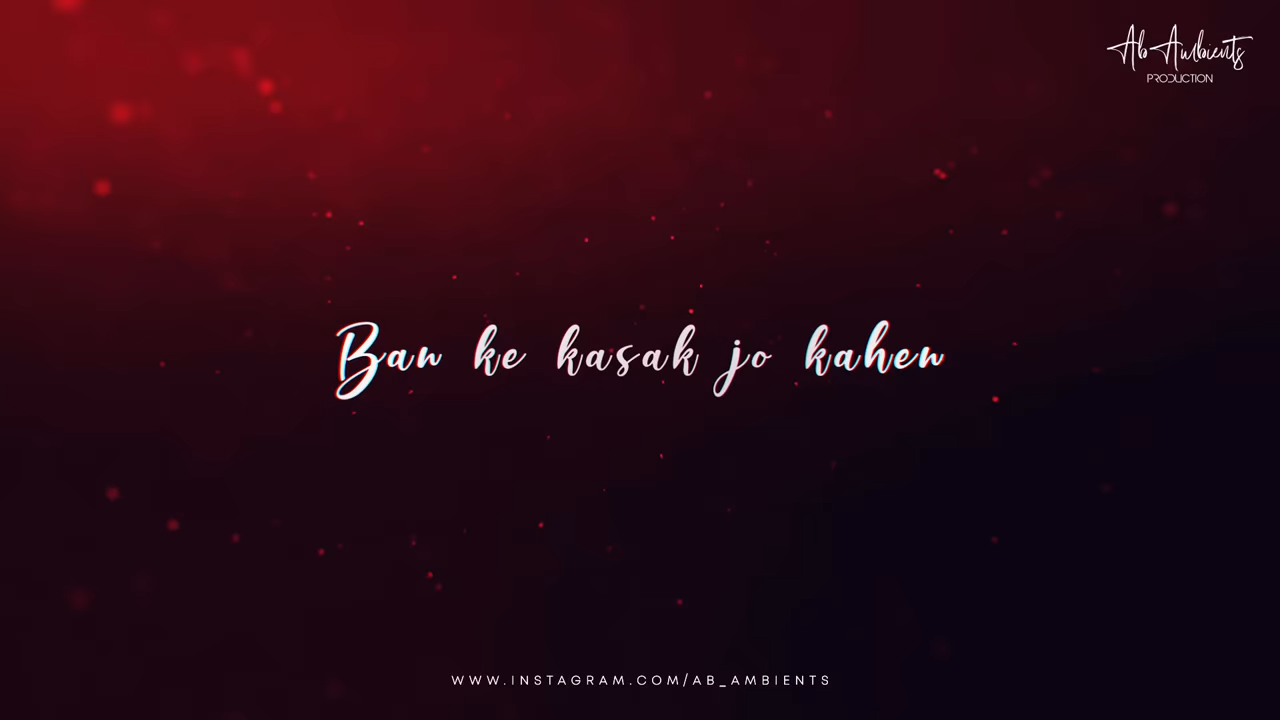 Ab Ambients
PRODUCTION
Ban ke kasak jo kahen
WWW.INSTAGRAM.COM/AB_AMBIENTS